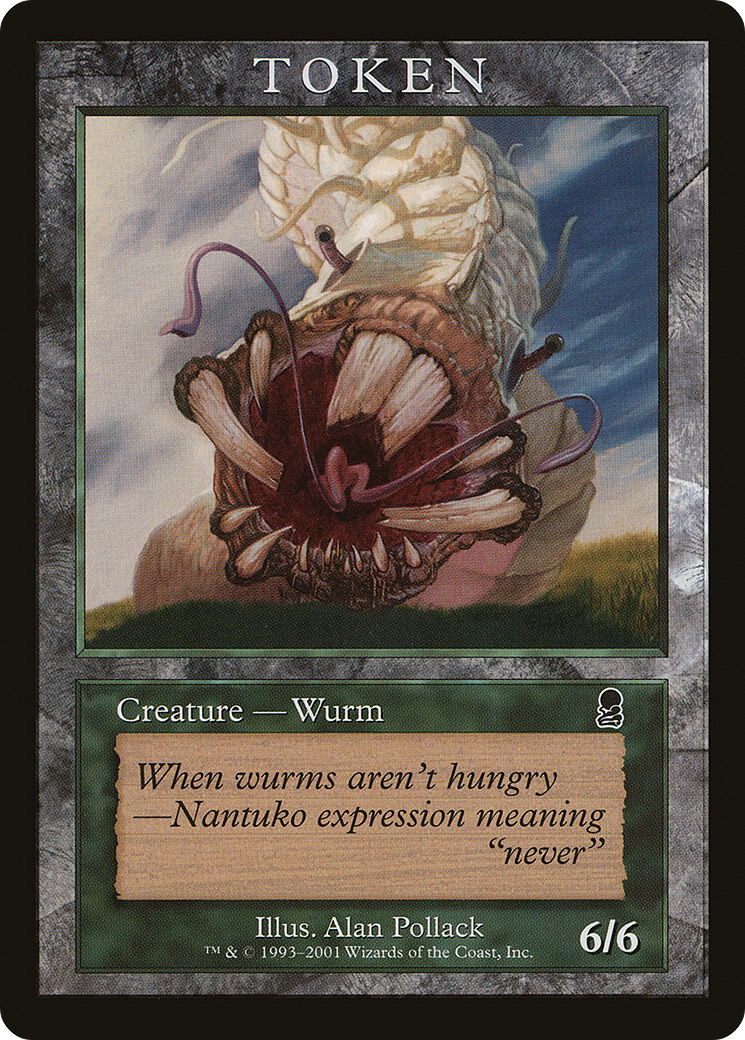 TOKEN
Creature — Wurm
When wurms aren't hungry
—Nantuko expression meaning
“never”
Illus. Alan Pollack
™ & © 1993–2001 Wizards of the Coast, Inc.
6/6